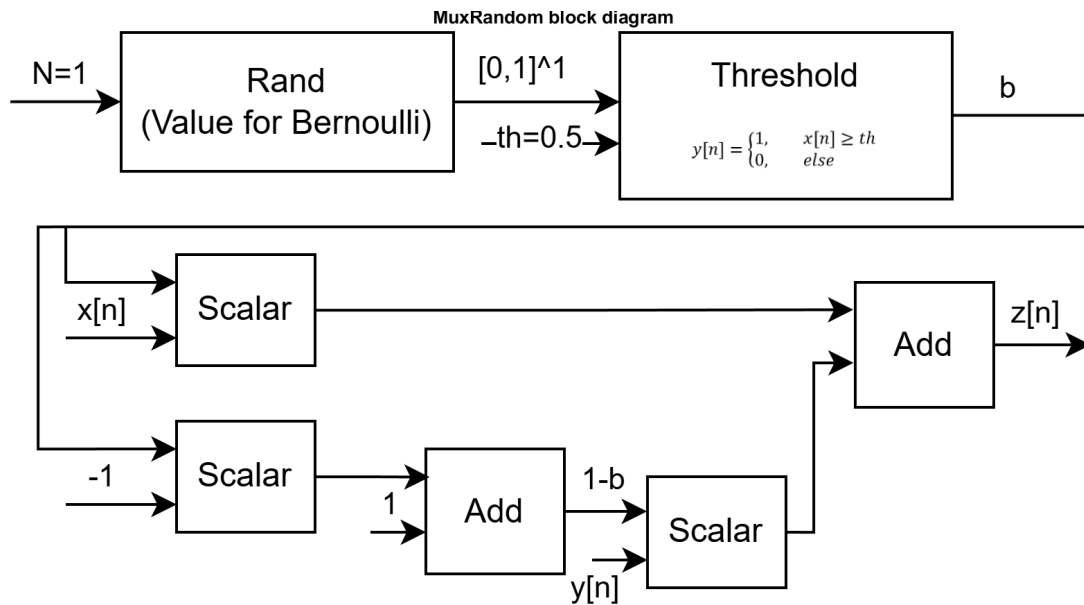 MuxRandom block diagram
N=1
Rand
(Value for Bernoulli)
[0,1]^1
th=0.5
Threshold
y[n] = {1, x[n] ≥ th
0, else
b
x[n]
Scalar
Add
z[n]
-1
Scalar
1
Add
1-b
Scalar
y[n]